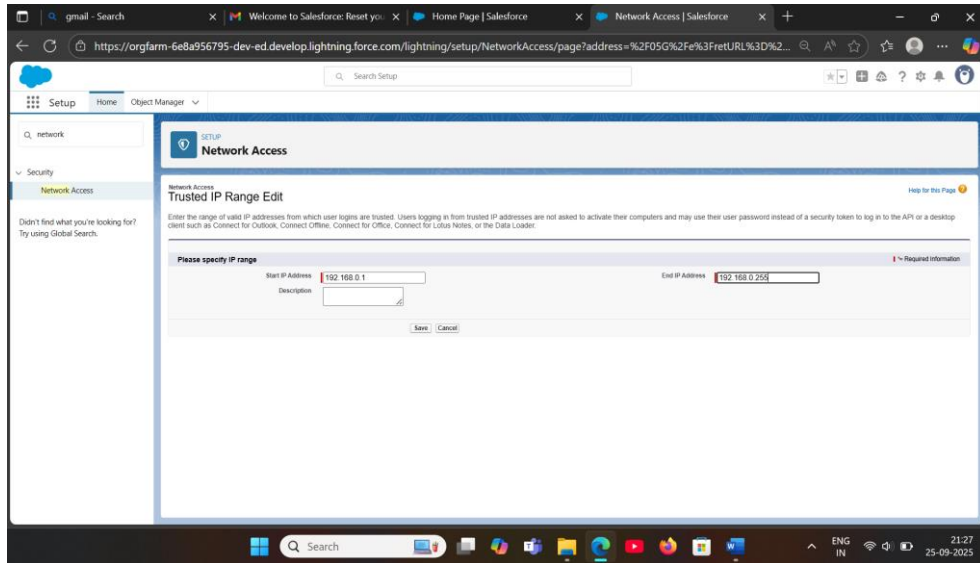 gmail - Search
Welcome to Salesforce: Reset you
Home Page | Salesforce
Network Access | Salesforce
https://orgfarm-6e8a956795-dev-ed.develop.lightning.force.com/lightning/setup/NetworkAccess/page?address=%2F05G%2Fe%3FretURL%3D%2...
Search Setup
Setup
Home
Object Manager
network
Security
Network Access
Didn't find what you're looking for?
Try using Global Search.
SETUP
Network Access
Network Access
Trusted IP Range Edit
Help for this Page
Enter the range of valid IP addresses from which user logins are trusted. Users logging in from trusted IP addresses are not asked to activate their computers and may use their user password instead of a security token to log in to the API or a desktop
client such as Connect for Outlook, Connect Offline, Connect for Office, Connect for Lotus Notes, or the Data Loader.
Please specify IP range
= Required Information
Start IP Address 192.168.0.1
End IP Address 192.168.0.255
Description
Save Cancel
Search
ENG
IN
21:27
25-09-2025